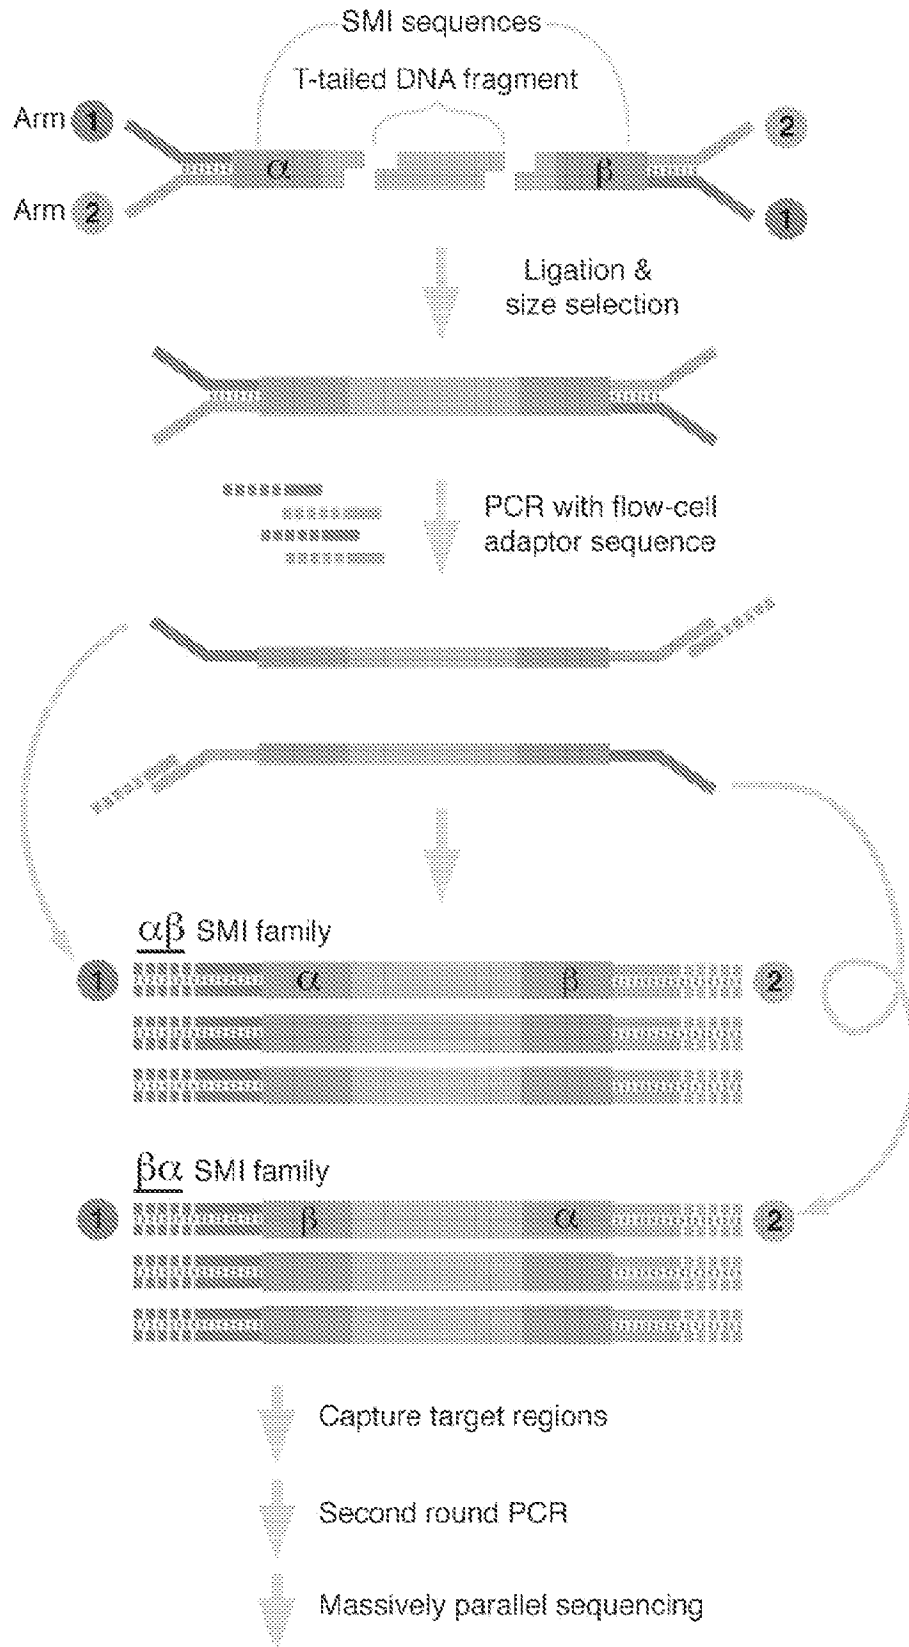 SMI sequences
T-tailed DNA fragment
Arm 1
2
α
β
Arm 2
1
Ligation &
size selection
PCR with flow-cell
adaptor sequence
αβ SMI family
1
α
β
2
βα SMI family
1
β
α
2
Capture target regions
Second round PCR
Massively parallel sequencing